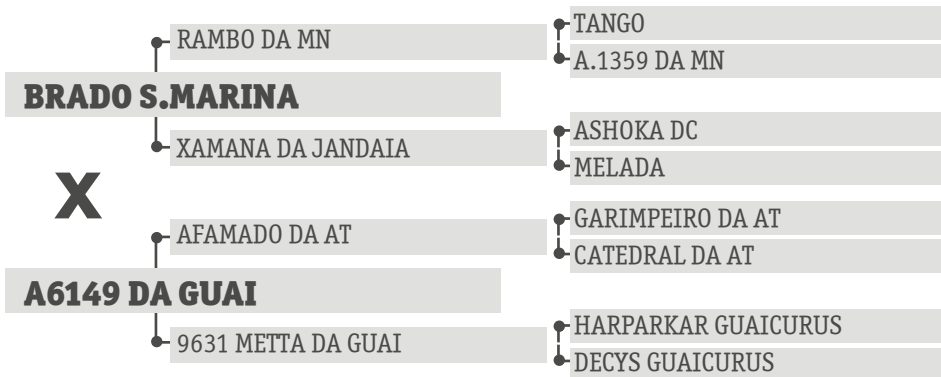 TANGO
RAMBO DA MN
A.1359 DA MN
BRADO S.MARINA
ASHOKA DC
XAMANA DA JANDAIA
MELADA
X
GARIMPEIRO DA AT
AFAMADO DA AT
CATEDRAL DA AT
A6149 DA GUAI
HARPARKAR GUAICURUS
9631 METTA DA GUAI
DECYS GUAICURUS